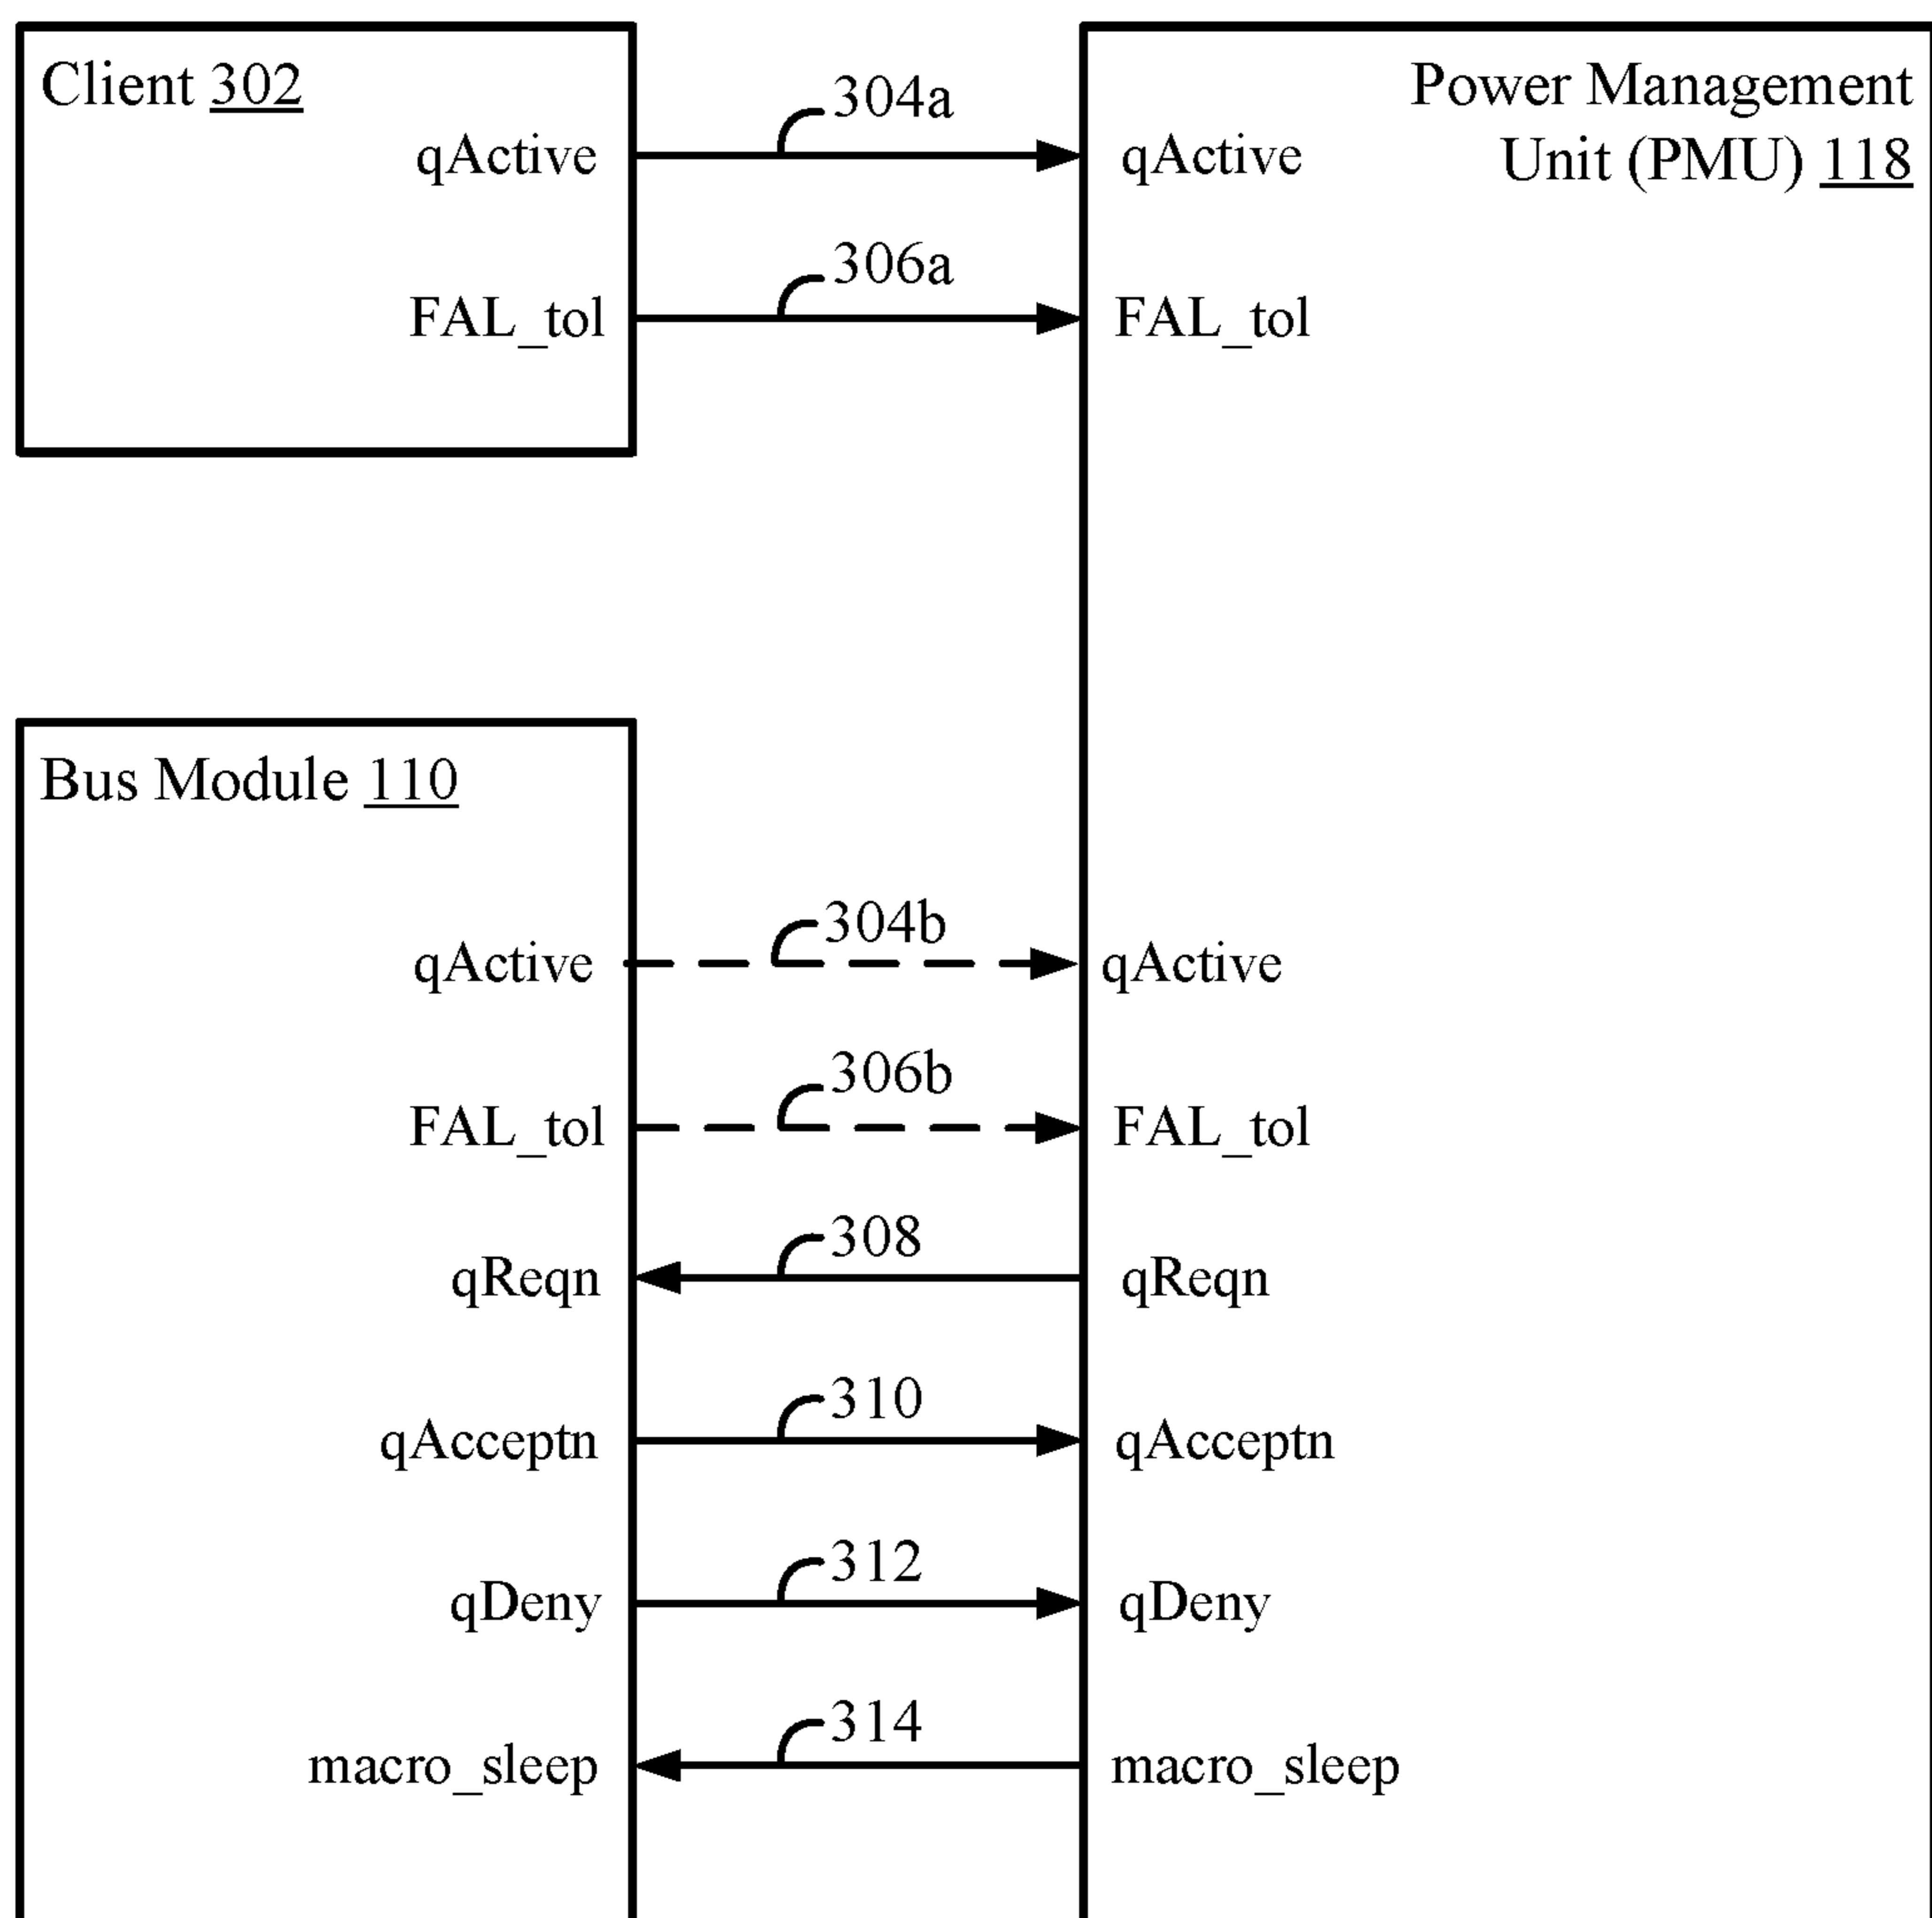 Client 302
Power Management
Unit (PMU) 118
304a
qActive
qActive
306a
FAL_tol
FAL_tol
Bus Module 110
304b
qActive
qActive
306b
FAL_tol
FAL_tol
308
qReqn
qReqn
310
qAcceptn
qAcceptn
312
qDeny
qDeny
314
macro_sleep
macro_sleep